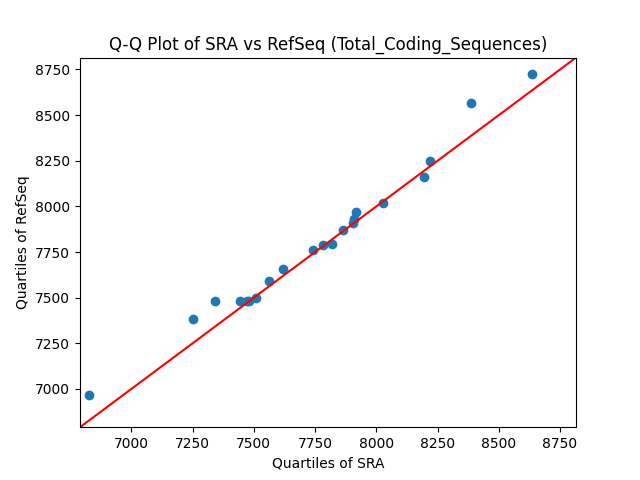 Q-Q Plot of SRA vs RefSeq (Total_Coding_Sequences)
Quartiles of RefSeq
8750
8500
8250
8000
7750
7500
7250
7000
7000 7250 7500 7750 8000 8250 8500 8750
Quartiles of SRA